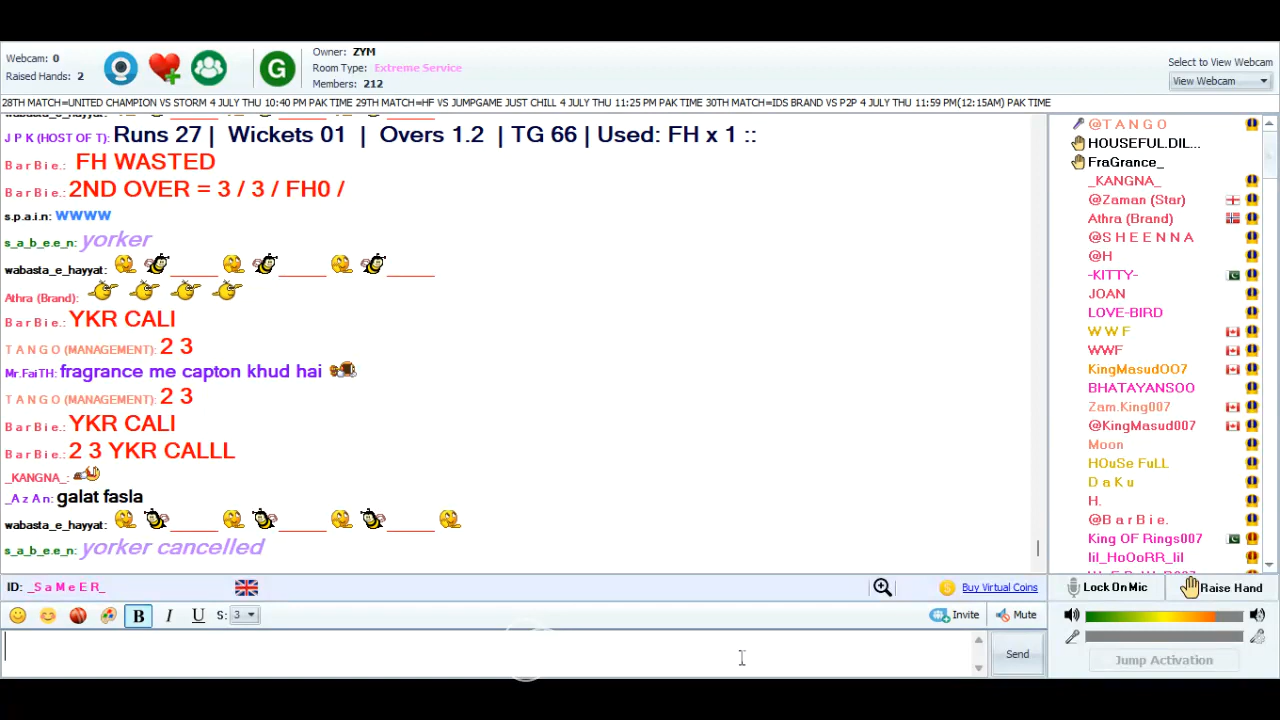 Webcam: 0
Raised Hands: 2
G
Owner: ZYM
Room Type: Extreme Service
Members: 212
Select to View Webcam
View Webcam
28TH MATCH=UNITED CHAMPION VS STORM 4 JULY THU 10:40 PM PAK TIME 29TH MATCH=HF VS JUMPGAME JUST CHILL 4 JULY THU 11:25 PM PAK TIME 30TH MATCH=IDS BRAND VS P2P 4 JULY THU 11:59 PM(12:15AM) PAK TIME
J P K (HOST OF T): Runs 27 | Wickets 01 | Overs 1.2 | TG 66 | Used: FH x 1 ::
B a r B i e.: FH WASTED
B a r B i e.: 2ND OVER = 3 / 3 / FH0 /
s.p.a.i.n: wwww
s_a_b_e.e_n: yorker
wabasta_e_hayyat:
Athra (Brand):
B a r B i e.: YKR CALI
T A N G O (MANAGEMENT): 2 3
Mr.FaiTH: fragrance me capton khud hai
T A N G O (MANAGEMENT): 2 3
B a r B i e.: YKR CALI
B a r B i e.: 2 3 YKR CALLL
_KANGNA_:
_A z A n: galat fasla
wabasta_e_hayyat:
s_a_b_e.e_n: yorker cancelled
@T A N G O
HOUSEFUL.DIL...
FraGrance_
_KANGNA_
@Zaman (Star)
Athra (Brand)
@S H E E N N A
@H
-KITTY-
JOAN
LOVE-BIRD
W W F
WWF
KingMasudOO7
BHATAYANSOO
Zam.King007
@KingMasud007
Moon
HOuSe FuLL
D a K u
H.
@B a r B i e.
King OF Rings007
lil_HoOoRR_lil
ID: _S a M e E R_
Buy Virtual Coins
Lock On Mic
Raise Hand
B I U S: 3
Invite
Mute
Send
Jump Activation